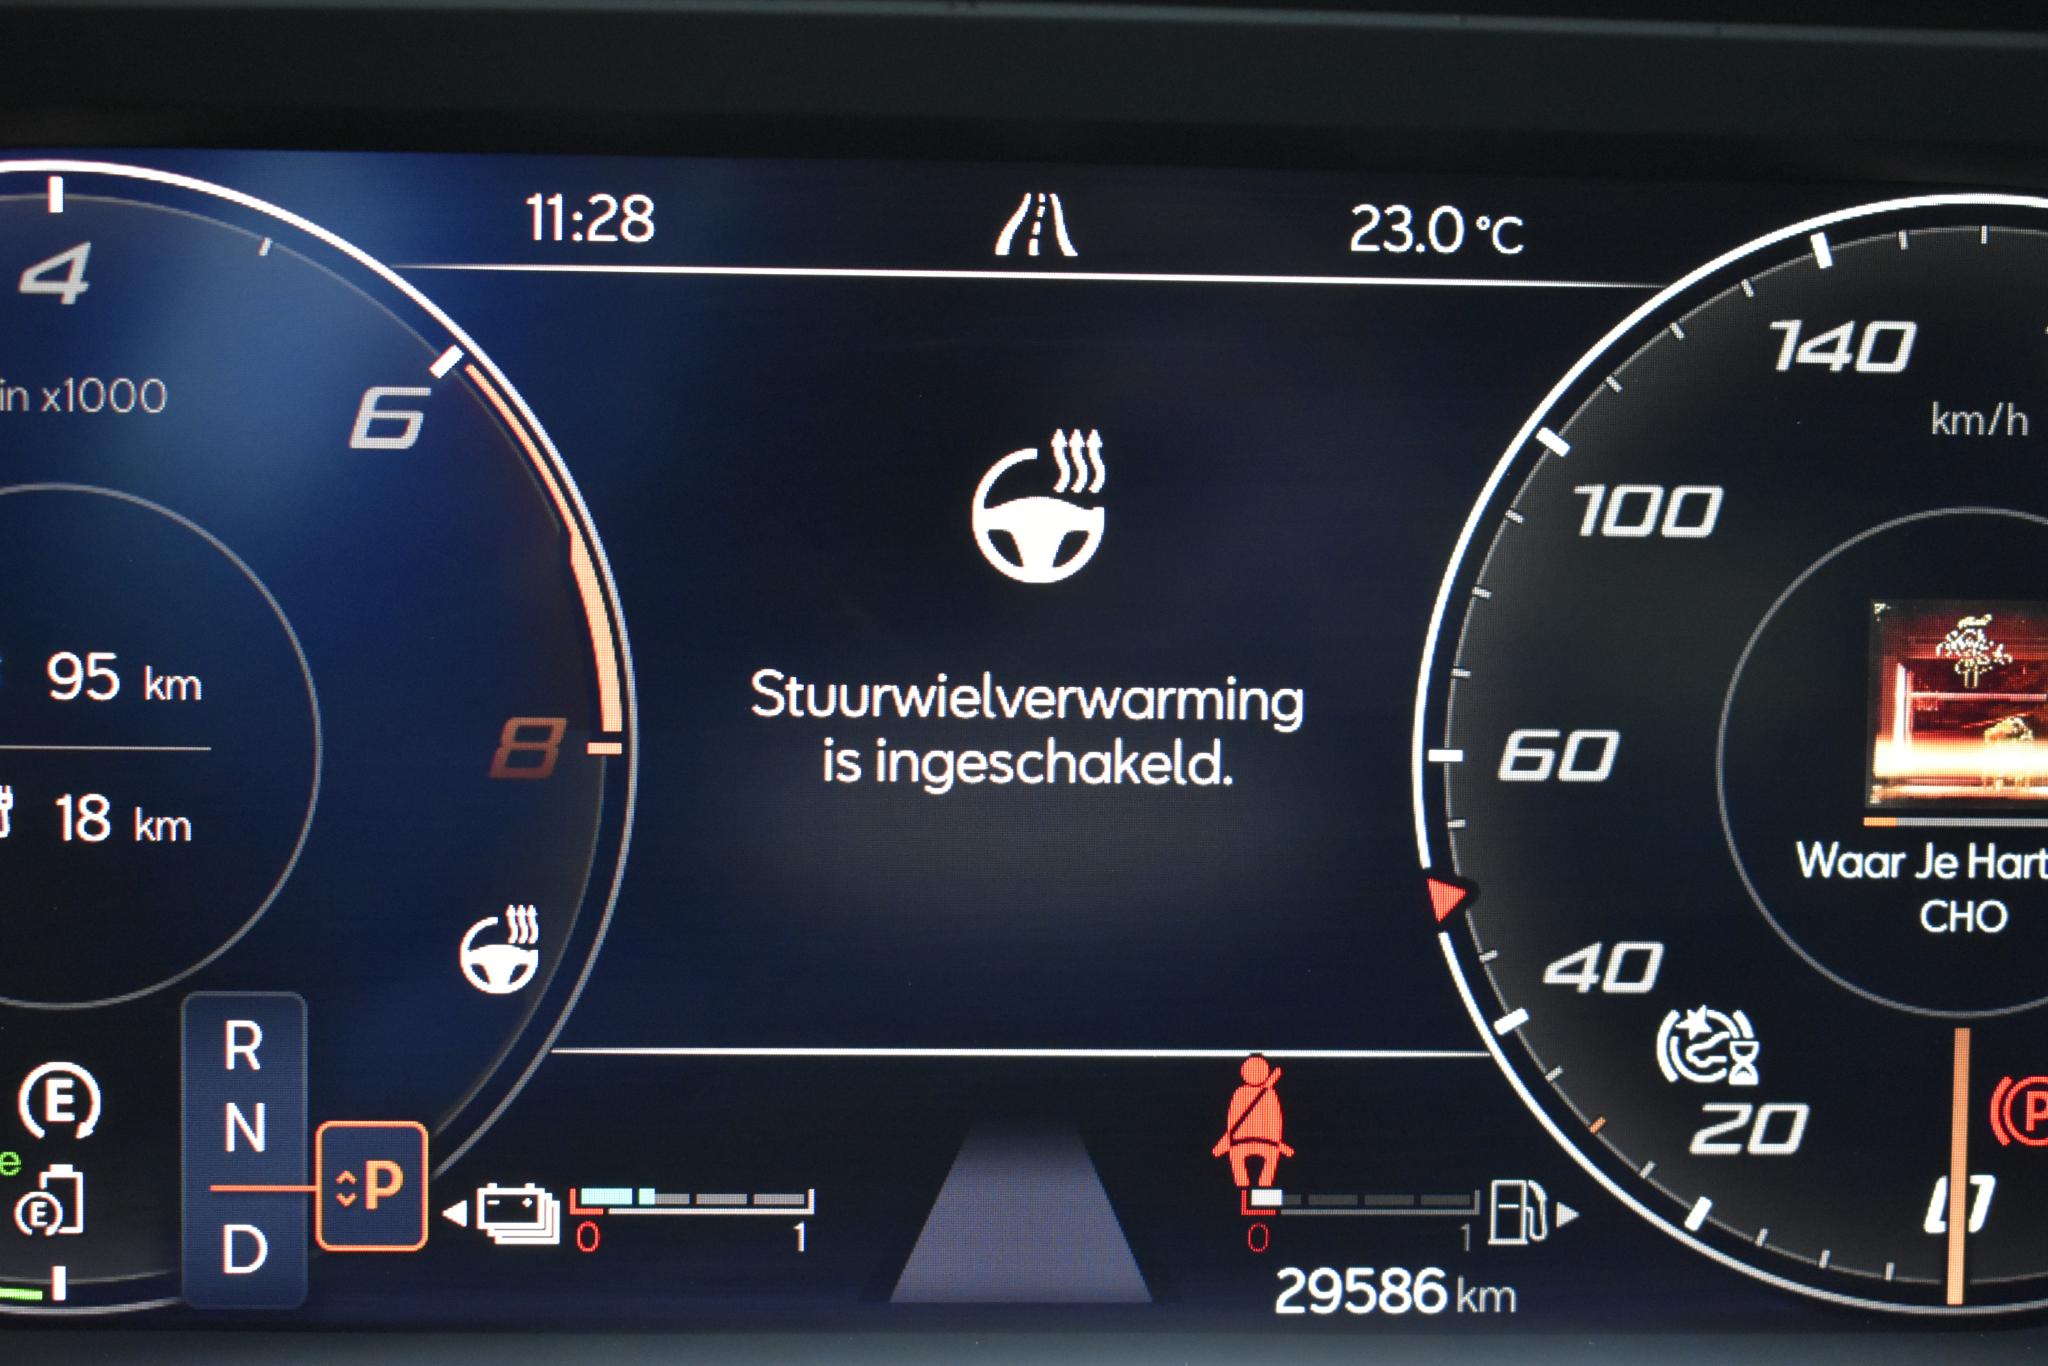 11:28
23.0 °C
4
in x1000
6
8
95 km
18 km
Stuurwielverwarming
is ingeschakeld.
140
km/h
100
60
40
20
0
Waar Je Hart
CHO
E
e
E
R
N
D
P
0 1
0 1
29586 km
P